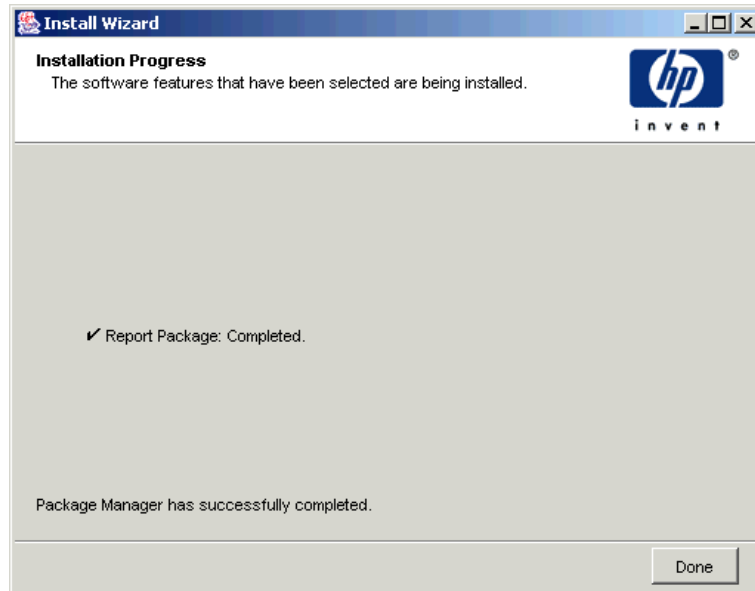 Install Wizard
Installation Progress
The software features that have been selected are being installed.
hp
®
invent
✔ Report Package: Completed.
Package Manager has successfully completed.
Done